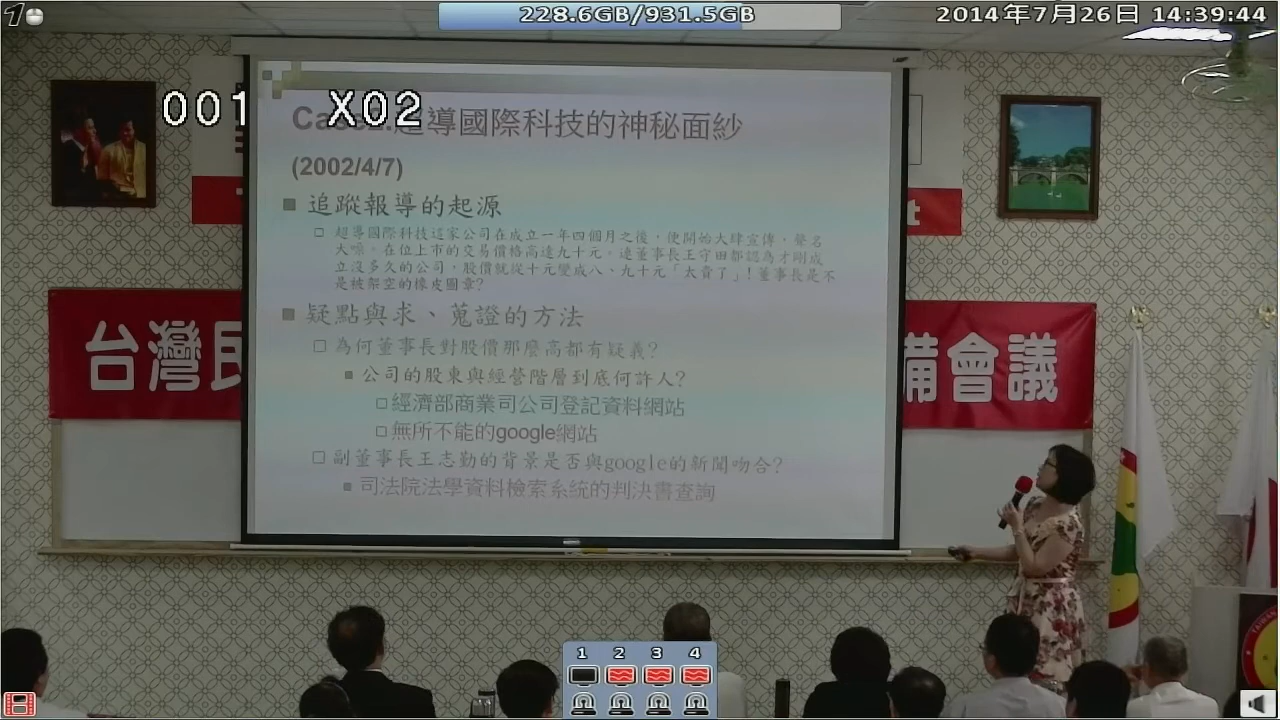 1
228.6GB/931.5GB
2014年7月26日 14:39:44
001 X02
超導國際科技的神秘面紗
(2002/4/7)
追蹤報導的起源
超導國際科技這家公司在成立一年四個月之後，便開始大肆宣傳，聲名
大噪。在位上市的交易價格高達九十元。連董事長王守田都認為才剛成
立沒多久的公司，股價就從十元變成八、九十元「太貴了」！董事長是不
是被架空的橡皮圖章？
疑點與求、蒐證的方法
為何董事長對股價那麼高都有疑義？
公司的股東與經營階層到底何許人？
經濟部商業司公司登記資料網站
無所不能的google網站
副董事長王志勤的背景是否與google的新聞吻合？
司法院法學資料檢索系統的判決書查詢
台灣民
備會議
t
1 2 3 4